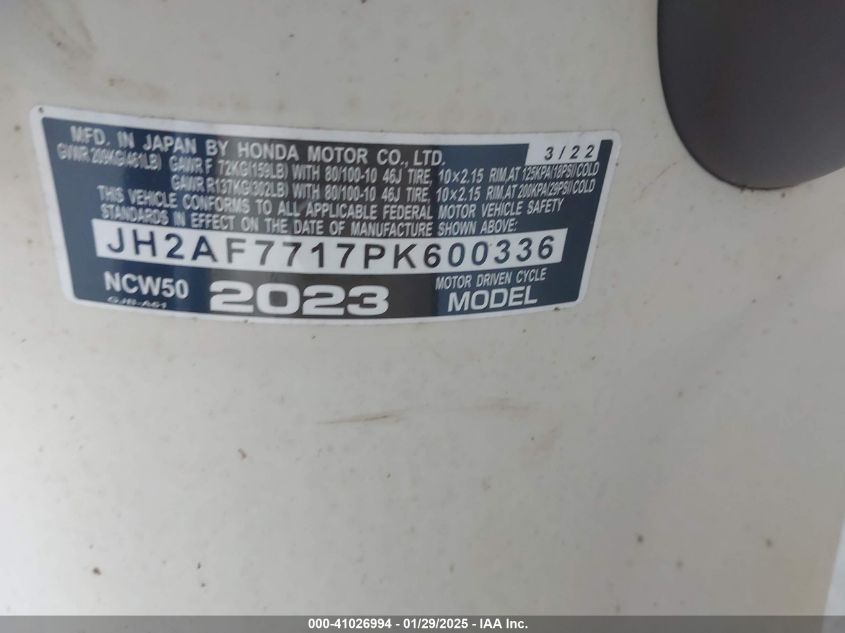 MFD. IN JAPAN BY HONDA MOTOR CO., LTD. 3/22
GVWR 209KG(461LB) GAWR F 72KG(159LB) WITH 80/100-10 46J TIRE, 10×2.15 RIM, AT 125KPA(18PSI)COLD
GAWR R137KG(302LB) WITH 80/100-10 46J TIRE, 10×2.15 RIM, AT 200KPA(29PSI)COLD
THIS VEHICLE CONFORMS TO ALL APPLICABLE FEDERAL MOTOR VEHICLE SAFETY
STANDARDS IN EFFECT ON THE DATE OF MANUFACTURE SHOWN ABOVE.
JH2AF7717PK600336
NCW50 2023 MOTOR DRIVEN CYCLE
GJB-A61 MODEL
000-41026994 - 01/29/2025 - IAA Inc.